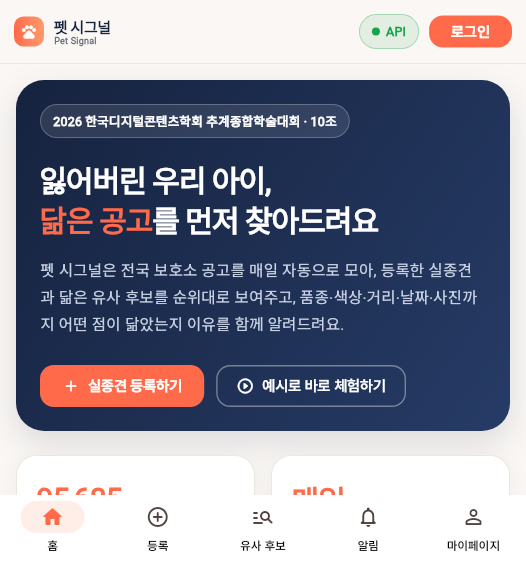 펫 시그널
Pet Signal
API
로그인
2026 한국디지털콘텐츠학회 추계종합학술대회 · 10조
잃어버린 우리 아이,
닮은 공고를 먼저 찾아드려요
펫 시그널은 전국 보호소 공고를 매일 자동으로 모아, 등록한 실종견
과 닮은 유사 후보를 순위대로 보여주고, 품종·색상·거리·날짜·사진까
지 어떤 점이 닮았는지 이유를 함께 알려드려요.
실종견 등록하기
예시로 바로 체험하기
매일
홈
등록
유사 후보
알림
마이페이지